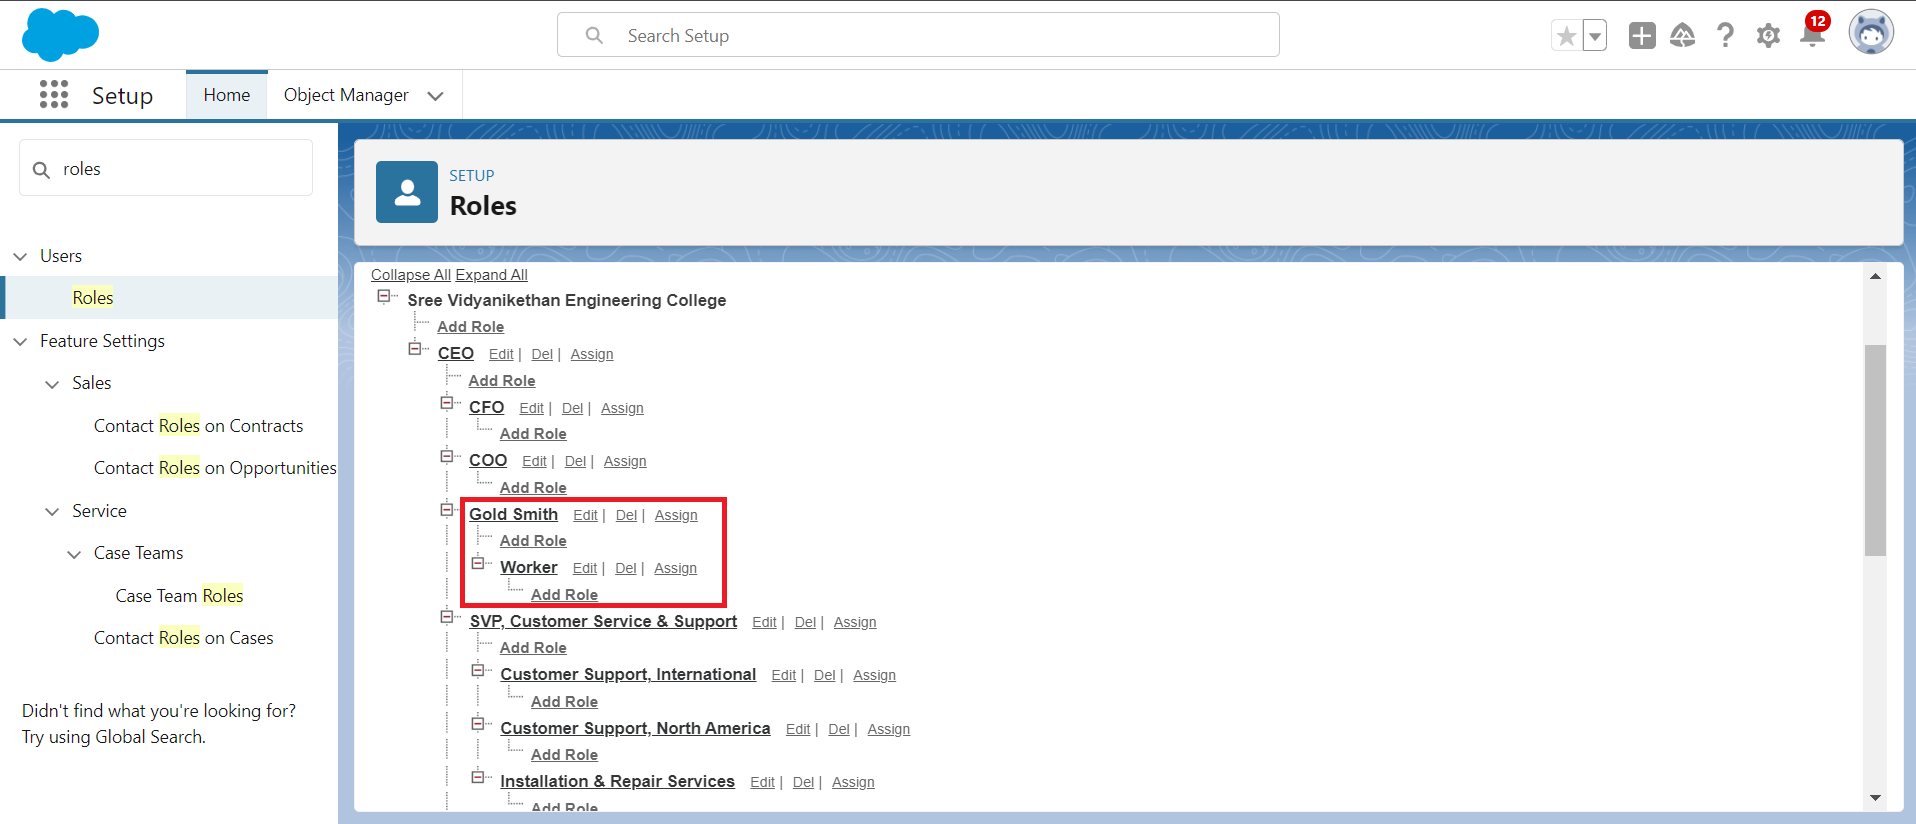 Search Setup
12
Setup
Home
Object Manager
roles
Users
Roles
Feature Settings
Sales
Contact Roles on Contracts
Contact Roles on Opportunities
Service
Case Teams
Case Team Roles
Contact Roles on Cases
Didn't find what you're looking for?
Try using Global Search.
SETUP
Roles
Collapse All Expand All
Sree Vidyanikethan Engineering College
Add Role
CEO Edit | Del | Assign
Add Role
CFO Edit | Del | Assign
Add Role
COO Edit | Del | Assign
Add Role
Gold Smith Edit | Del | Assign
Add Role
Worker Edit | Del | Assign
Add Role
SVP, Customer Service & Support Edit | Del | Assign
Add Role
Customer Support, International Edit | Del | Assign
Add Role
Customer Support, North America Edit | Del | Assign
Add Role
Installation & Repair Services Edit | Del | Assign
Add Role